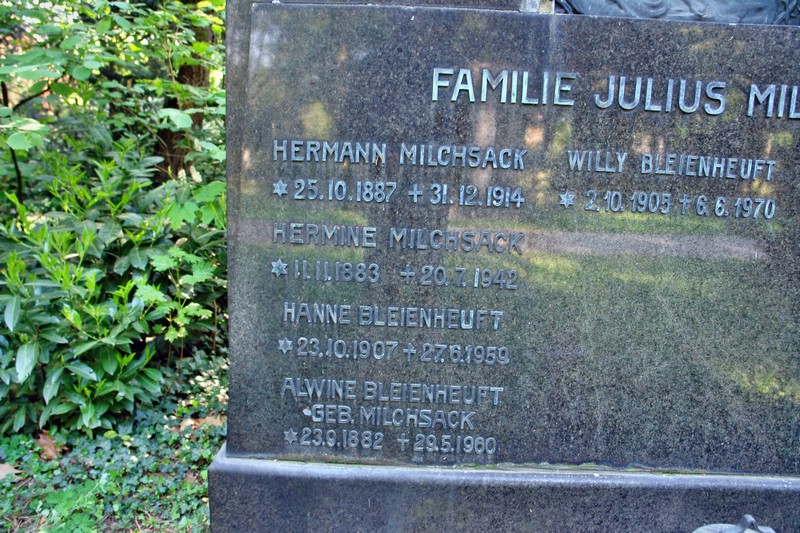 FAMILIE JULIUS MIL
HERMANN MILCHSACK
* 25.10.1887 + 31.12.1914
HERMINE MILCHSACK
* 11.11.1883 + 20.7.1942
HANNE BLEIENHEUFT
* 23.10.1907 + 27.6.1959
ALWINE BLEIENHEUFT
GEB. MILCHSACK
* 23.9.1882 + 29.5.1960
WILLY BLEIENHEUFT
* 2.10.1905 + 6.6.1970